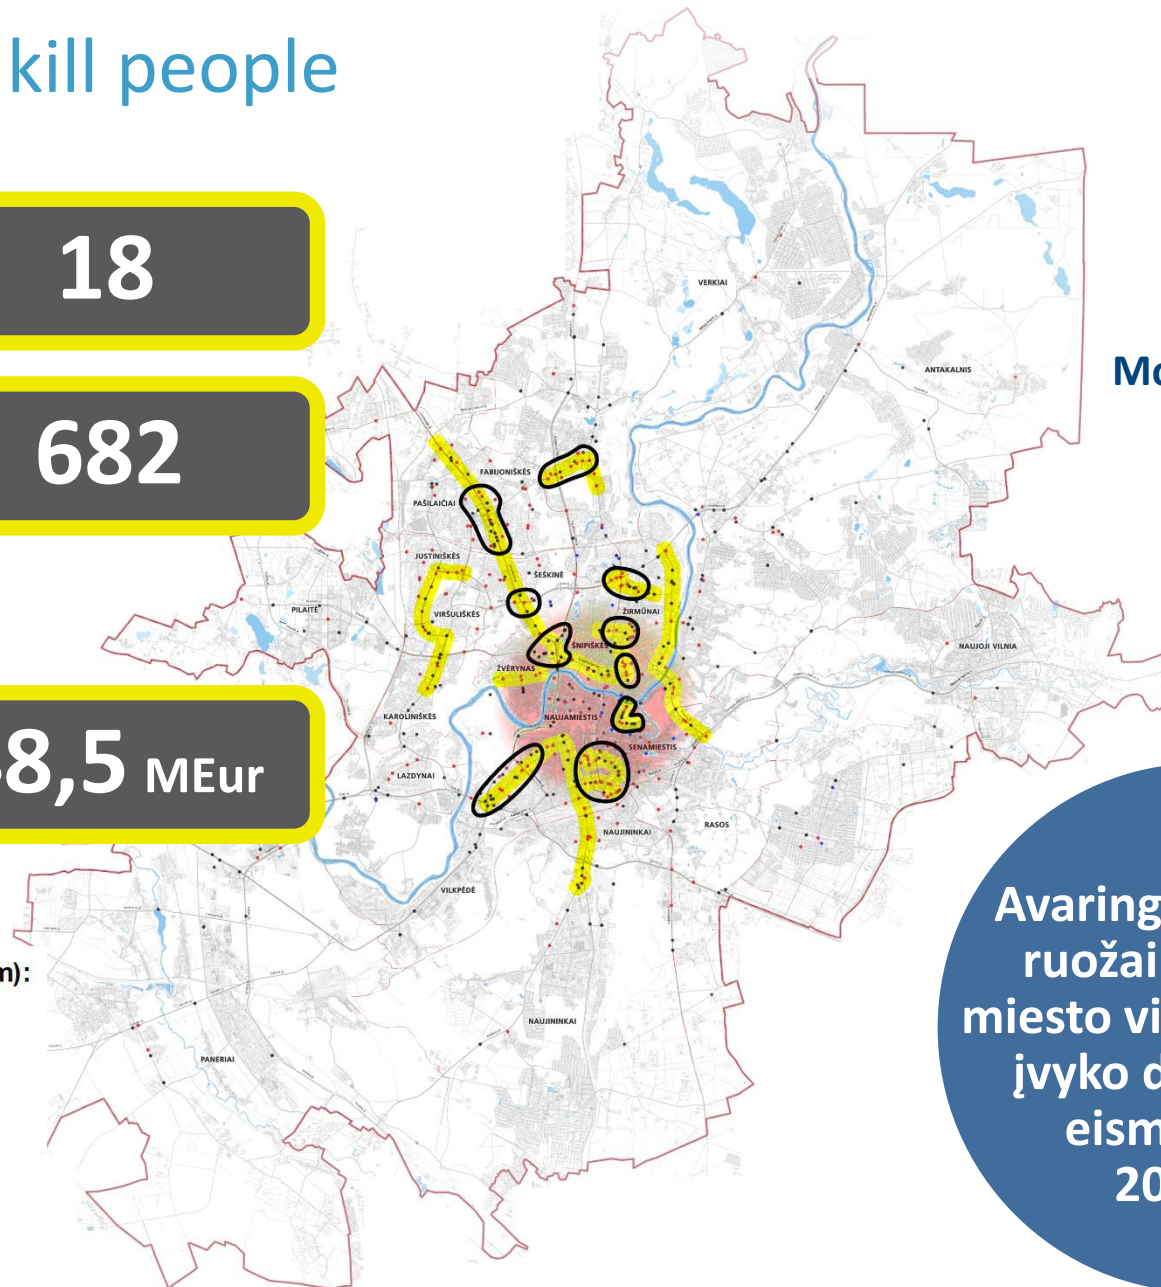 kill people
18
682
8,5 MEur
m):
Mo
VERKIAI
ANTAKALNIS
FABIJONIŠKĖS
PAŠILAIČIAI
JUSTINIŠKĖS
ŠEŠKINĖ
PILAITĖ
VIRŠULIŠKĖS
ŽIRMŪNAI
ŠNIPIŠKĖS
NAUJOJI VILNIA
ŽVĖRYNAS
KAROLINIŠKĖS
NAUJAMIESTIS
SENAMIESTIS
LAZDYNAI
RASOS
NAUJININKAI
VILKPĖDĖ
NAUJININKAI
PANERIAI
Avaring
ruožai
miesto vi
įvyko d
eism
20